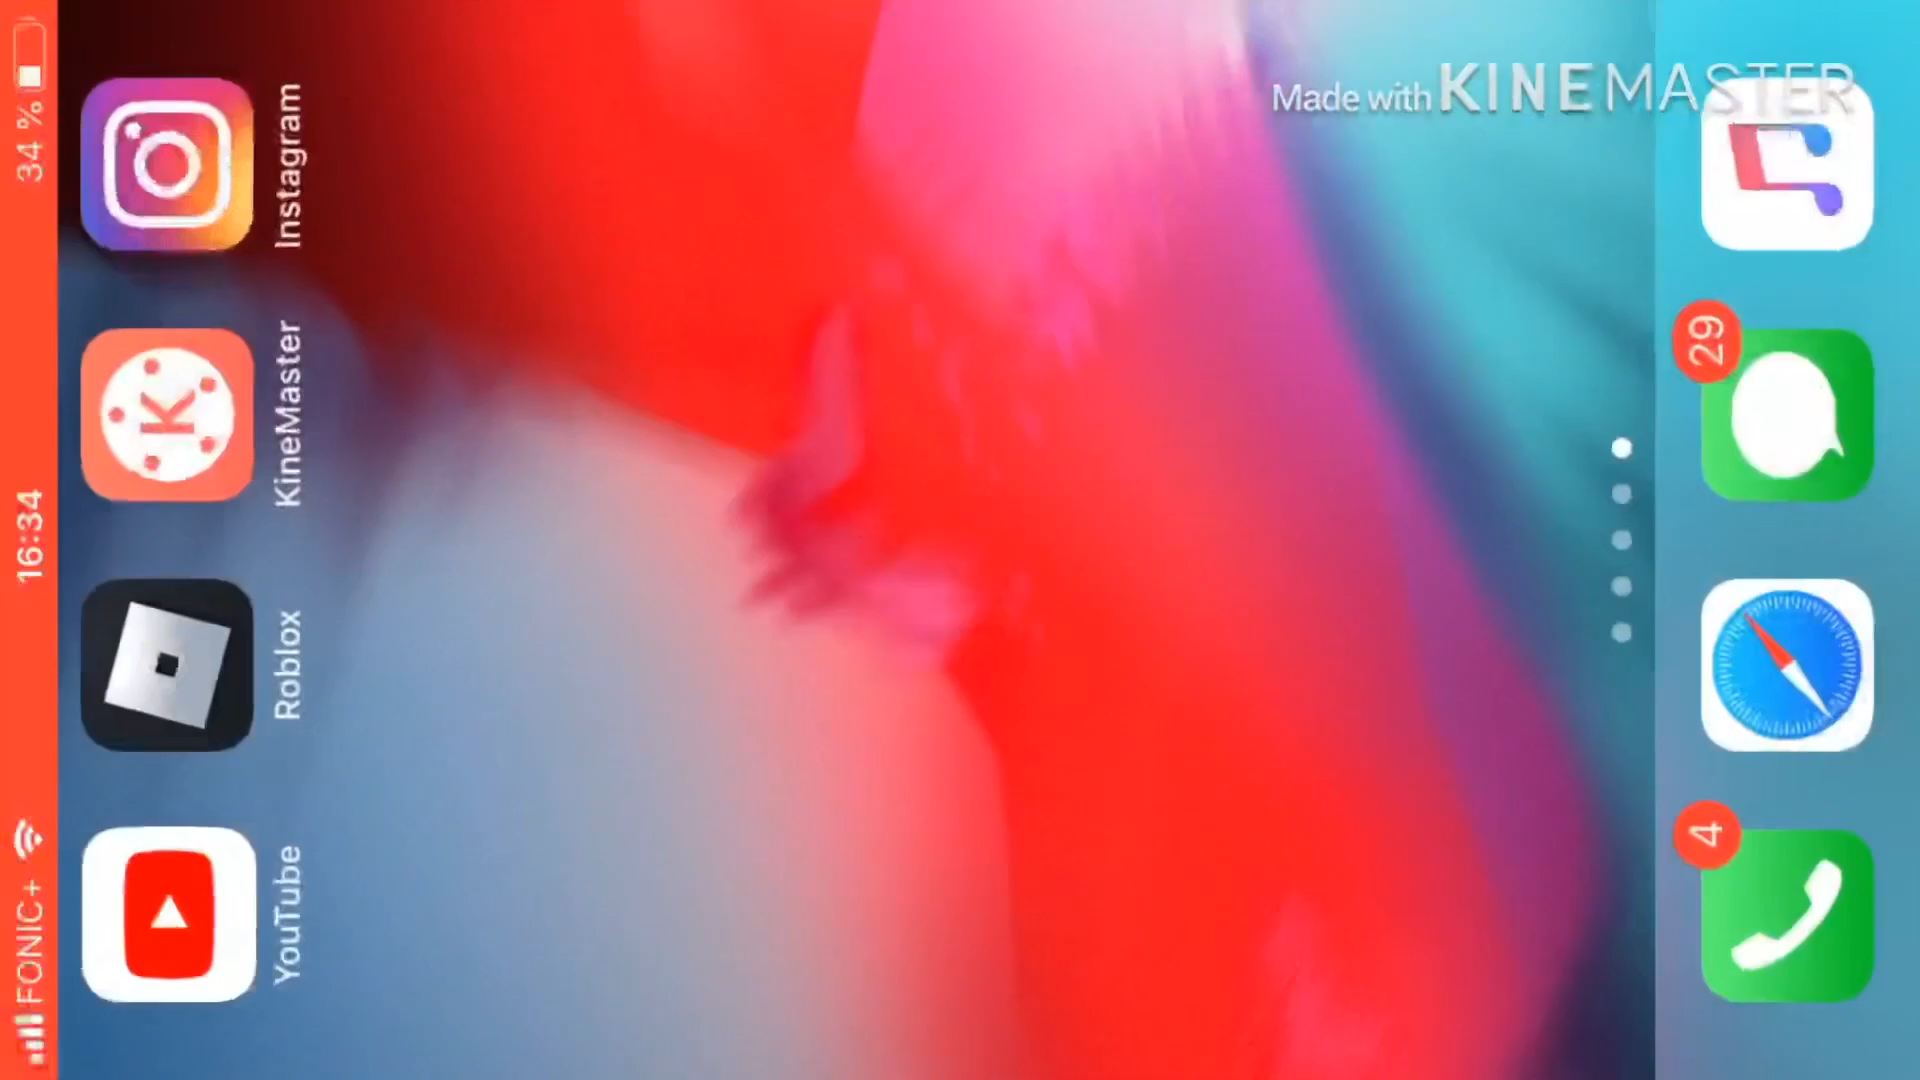 Made with KINEMASTER
FONIC+
16:34
34 %
YouTube
Roblox
KineMaster
Instagram
4
29